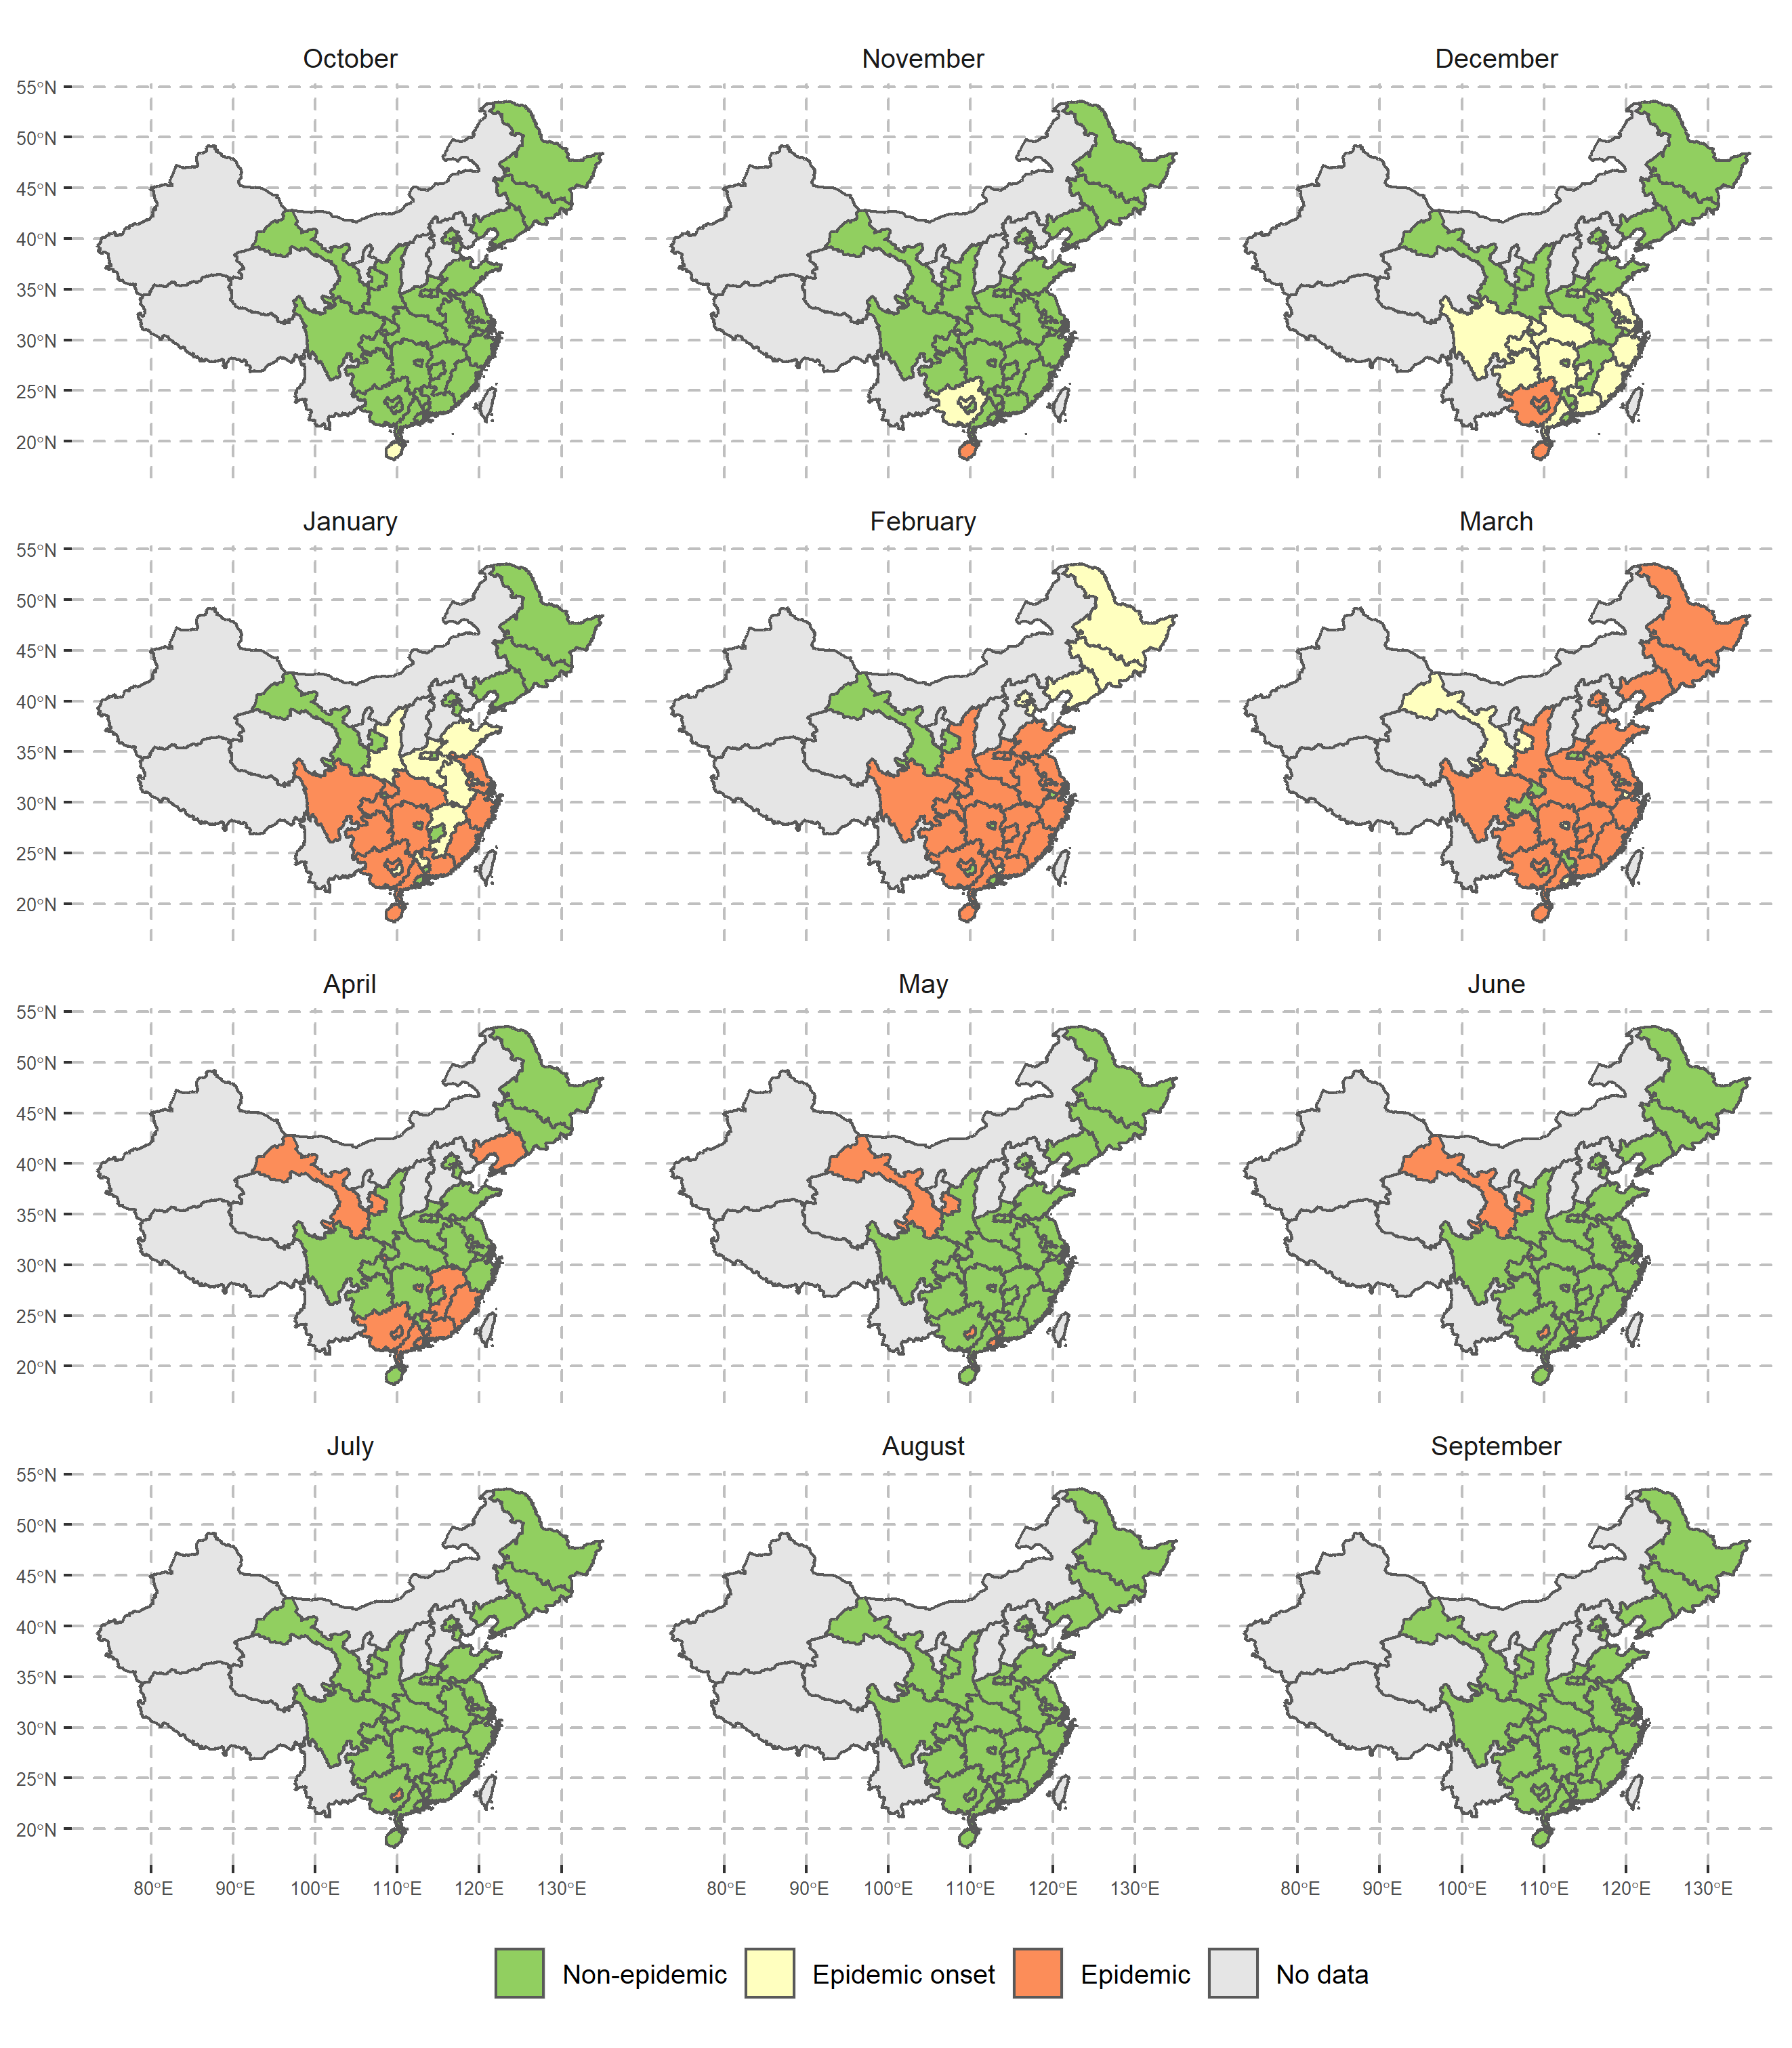 October November December
55°N
50°N
45°N
40°N
35°N
30°N
25°N
20°N
January February March
55°N
50°N
45°N
40°N
35°N
30°N
25°N
20°N
April May June
55°N
50°N
45°N
40°N
35°N
30°N
25°N
20°N
July August September
55°N
50°N
45°N
40°N
35°N
30°N
25°N
20°N
80°E 90°E 100°E 110°E 120°E 130°E 80°E 90°E 100°E 110°E 120°E 130°E 80°E 90°E 100°E 110°E 120°E 130°E
Non-epidemic Epidemic onset Epidemic No data